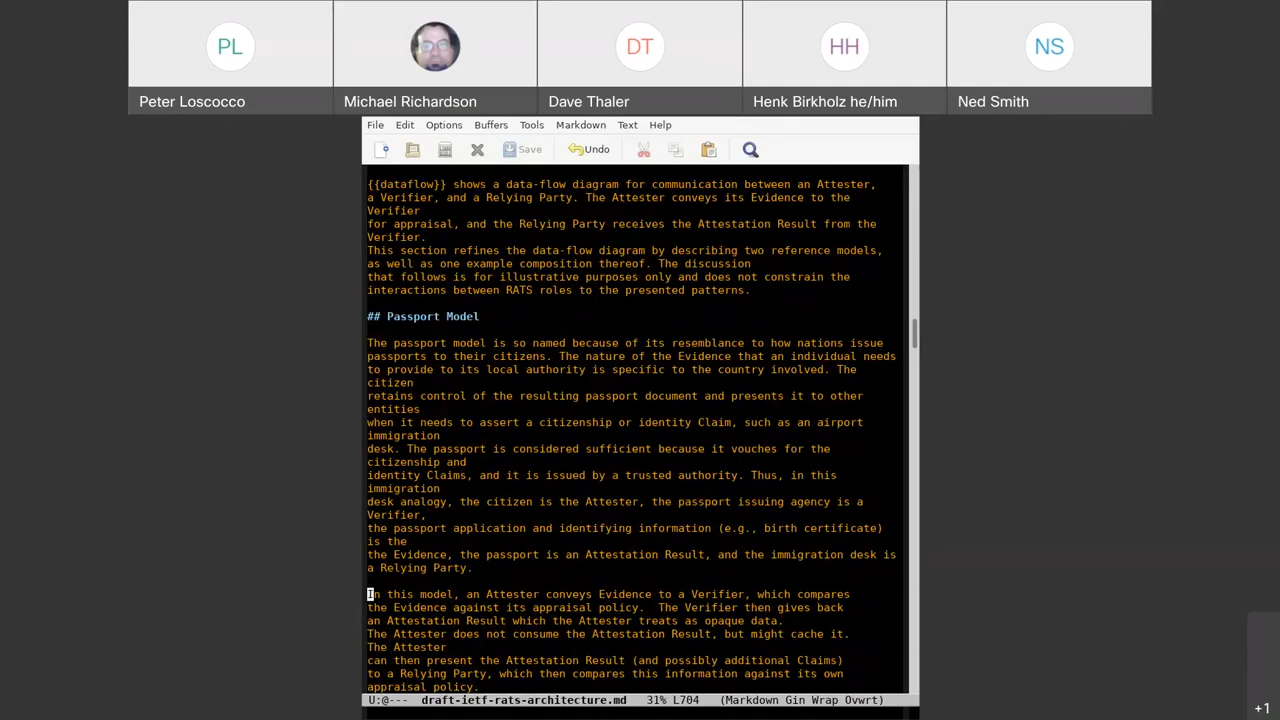 PL
DT
HH
NS
Peter Loscocco
Michael Richardson
Dave Thaler
Henk Birkholz he/him
Ned Smith
File Edit Options Buffers Tools Markdown Text Help
Save Undo
{{dataflow}} shows a data-flow diagram for communication between an Attester,
a Verifier, and a Relying Party. The Attester conveys its Evidence to the
Verifier
for appraisal, and the Relying Party receives the Attestation Result from the
Verifier.
This section refines the data-flow diagram by describing two reference models,
as well as one example composition thereof. The discussion
that follows is for illustrative purposes only and does not constrain the
interactions between RATS roles to the presented patterns.
## Passport Model
The passport model is so named because of its resemblance to how nations issue
passports to their citizens. The nature of the Evidence that an individual needs
to provide to its local authority is specific to the country involved. The
citizen
retains control of the resulting passport document and presents it to other
entities
when it needs to assert a citizenship or identity Claim, such as an airport
immigration
desk. The passport is considered sufficient because it vouches for the
citizenship and
identity Claims, and it is issued by a trusted authority. Thus, in this
immigration
desk analogy, the citizen is the Attester, the passport issuing agency is a
Verifier,
the passport application and identifying information (e.g., birth certificate)
is the
the Evidence, the passport is an Attestation Result, and the immigration desk is
a Relying Party.
In this model, an Attester conveys Evidence to a Verifier, which compares
the Evidence against its appraisal policy.  The Verifier then gives back
an Attestation Result which the Attester treats as opaque data.
The Attester does not consume the Attestation Result, but might cache it.
The Attester
can then present the Attestation Result (and possibly additional Claims)
to a Relying Party, which then compares this information against its own
appraisal policy.
U:@--- draft-ietf-rats-architecture.md 31% L704 (Markdown Gin Wrap Ovwrt)
+1